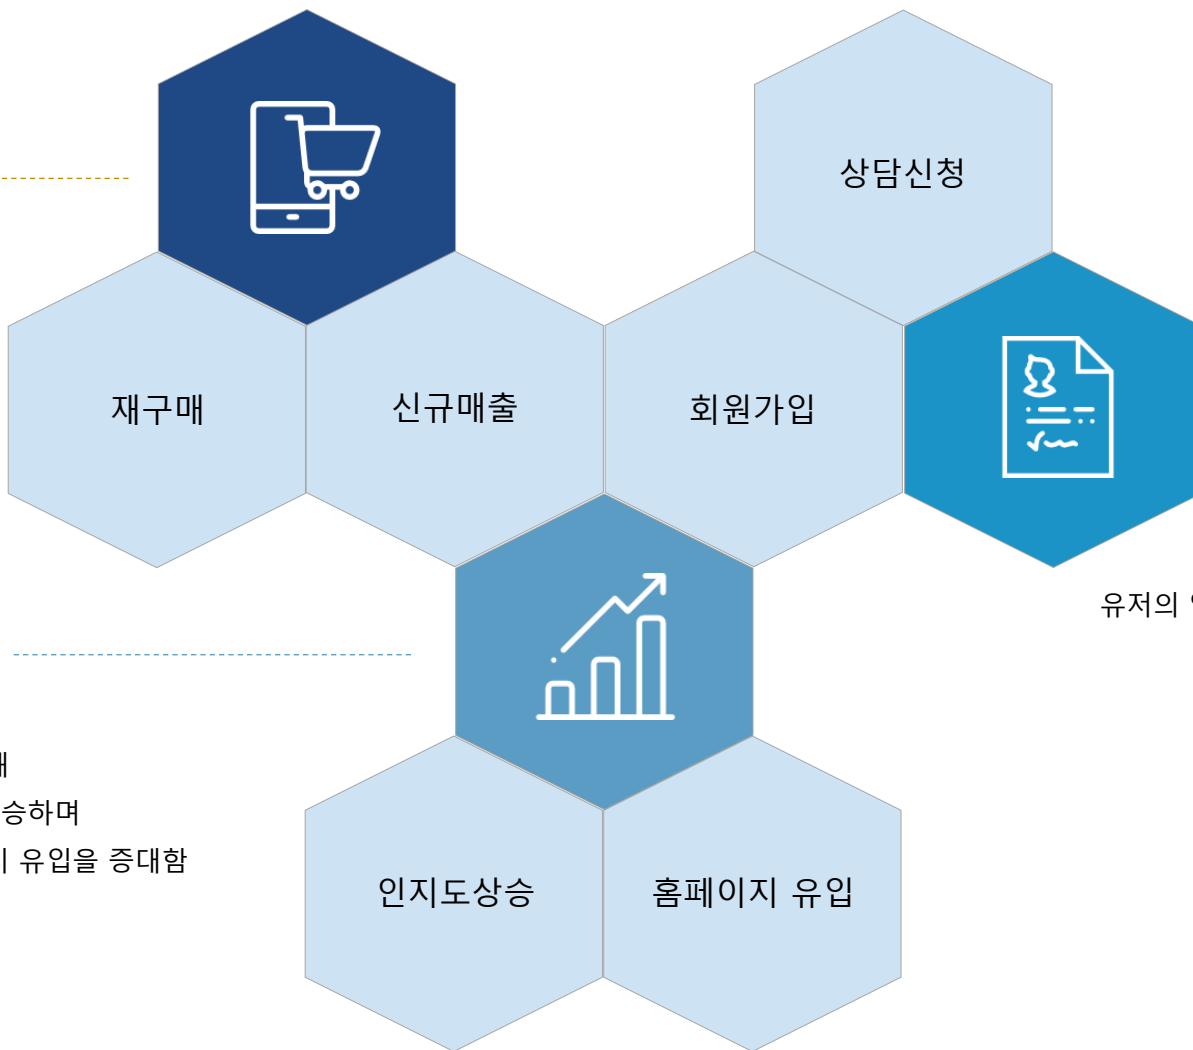 상담신청
재구매
신규매출
회원가입
유저의
승하며
유입을 증대함
인지도상승
홈페이지 유입